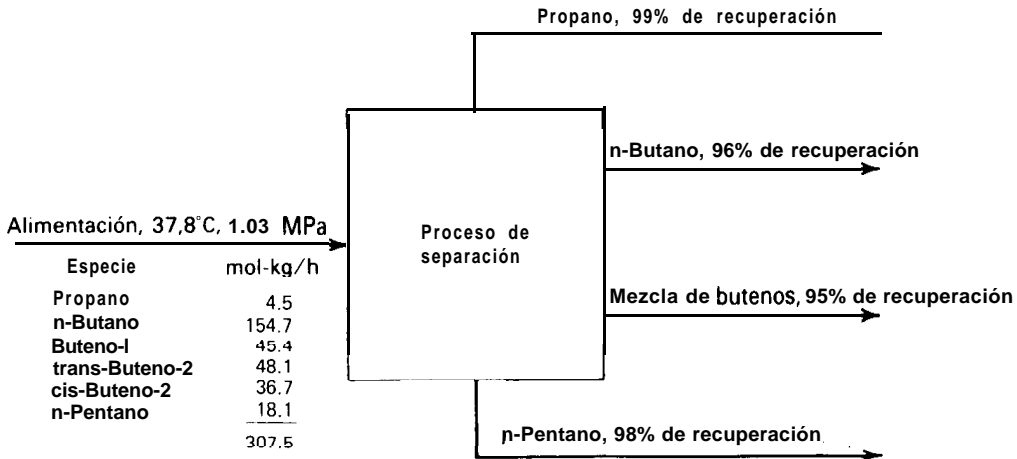 Propano, 99% de recuperación
n-Butano, 96% de recuperación
Alimentación, 37,8°C, 1.03 MPa
Proceso de
separación
Especie mol-kg/h
Propano 4.5
n-Butano 154.7
Buteno-l 45.4
trans-Buteno-2 48.1
cis-Buteno-2 36.7
n-Pentano 18.1
307.5
Mezcla de butenos, 95% de recuperación
n-Pentano, 98% de recuperación